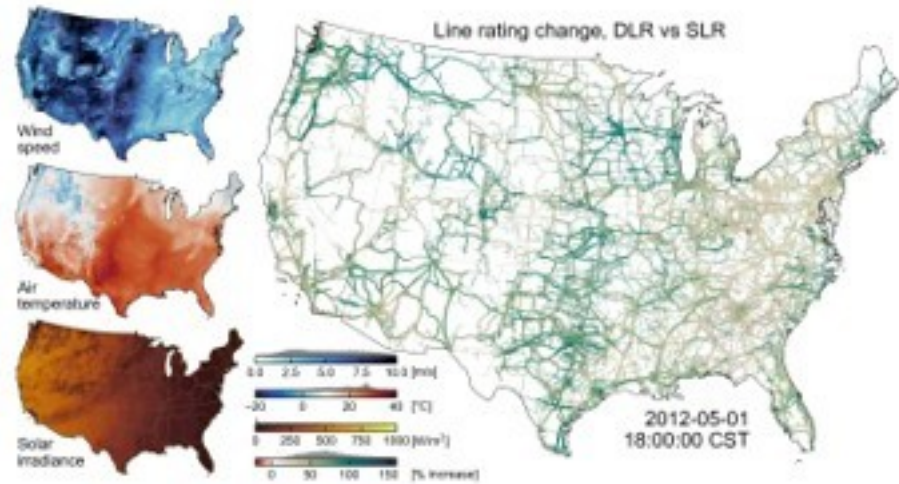 Line rating change, DLR vs SLR
Wind
speed
Air
temperature
Solar
irradiance
0.0 2.5 5.0 7.5 10.0 [m/s]
−20 0 20 40 [°C]
0 250 500 750 1000 [W/m²]
0 50 100 150 [% increase]
2012-05-01
18:00:00 CST